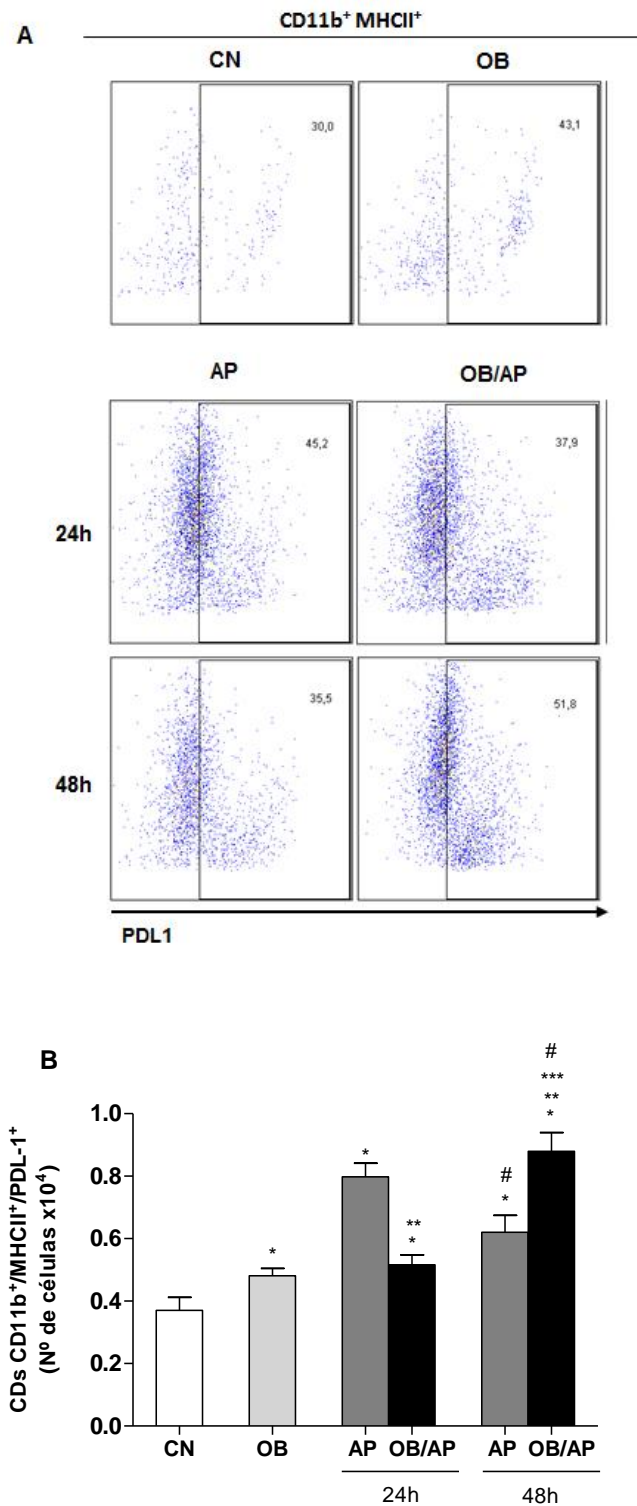 A
CD11b⁺ MHCII⁺
CN OB
30,0 43,1
AP OB/AP
24h
45,2 37,9
48h
35,5 51,8
PDL1
B
CDs CD11b⁺/MHCII⁺/PDL-1⁺
(Nº de células x10⁴)
1.0
0.8
0.6
0.4
0.2
0.0
*
*
**
*
#
*
#
***
**
*
CN OB AP OB/AP AP OB/AP
24h 48h